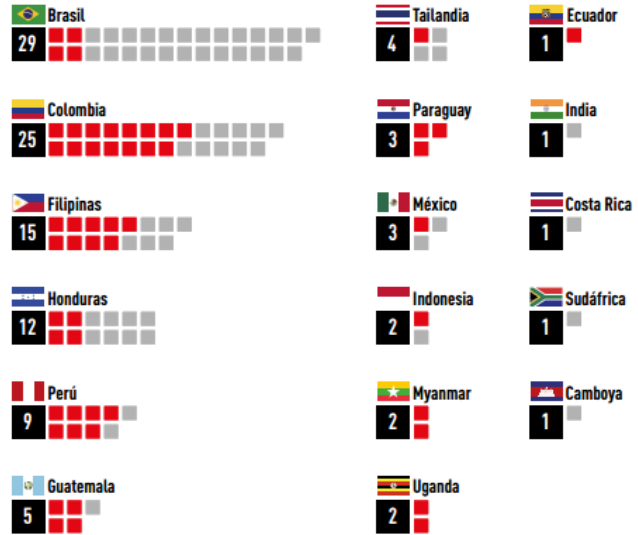 Brasil
29
Colombia
25
Filipinas
15
Honduras
12
Perú
9
Guatemala
5
Tailandia
4
Paraguay
3
México
3
Indonesia
2
Myanmar
2
Uganda
2
Ecuador
1
India
1
Costa Rica
1
Sudáfrica
1
Camboya
1